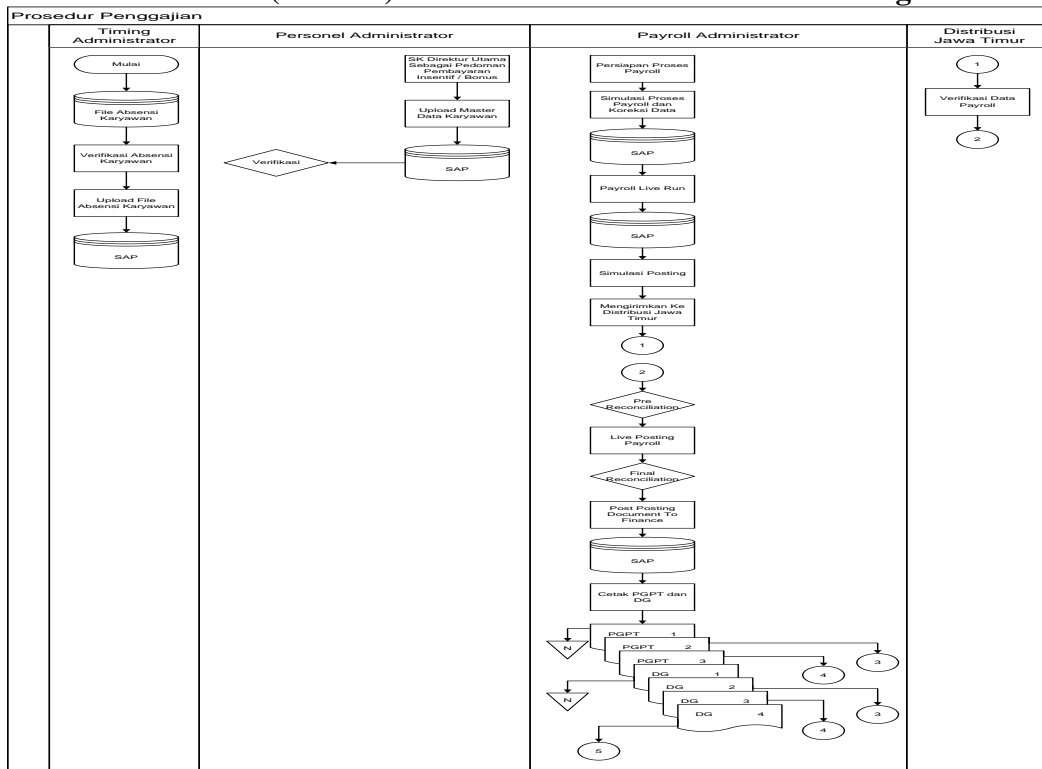 Prosedur Penggajian
Timing
Administrator
Personel Administrator
Payroll Administrator
Distribusi
Jawa Timur
Mulai
File Absensi
Karyawan
Verifikasi Absensi
Karyawan
Upload File
Absensi Karyawan
SAP
SK Direktur Utama
Sebagai Pedoman
Pembayaran
Insentif / Bonus
Upload Master
Data Karyawan
SAP
Verifikasi
Persiapan Proses
Payroll
Simulasi Proses
Payroll dan
Koreksi Data
SAP
Payroll Live Run
SAP
Simulasi Posting
Mengirimkan Ke
Distribusi Jawa
Timur
1
2
Pre
Reconciliation
Live Posting
Payroll
Final
Reconciliation
Post Posting
Document To
Finance
SAP
Cetak PGPT dan
DG
PGPT 1
PGPT 2
PGPT 3
DG 1
DG 2
DG 3
DG 4
N
N
3
4
3
4
5
1
Verifikasi Data
Payroll
2